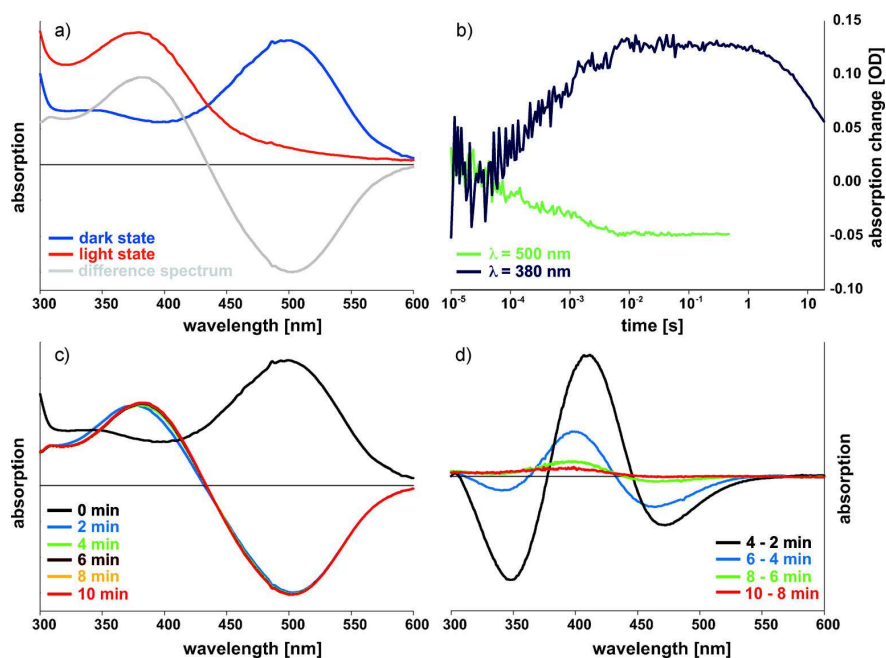 a)
absorption
dark state
light state
difference spectrum
300 350 400 450 500 550 600
wavelength [nm]
b)
0.15
0.10
0.05
0.00
-0.05
-0.10
absorption change [OD]
λ = 500 nm
λ = 380 nm
10-5 10-4 10-3 10-2 10-1 1 10
time [s]
c)
absorption
0 min
2 min
4 min
6 min
8 min
10 min
300 350 400 450 500 550 600
wavelength [nm]
d)
absorption
4 - 2 min
6 - 4 min
8 - 6 min
10 - 8 min
300 400 500 600
wavelength [nm]